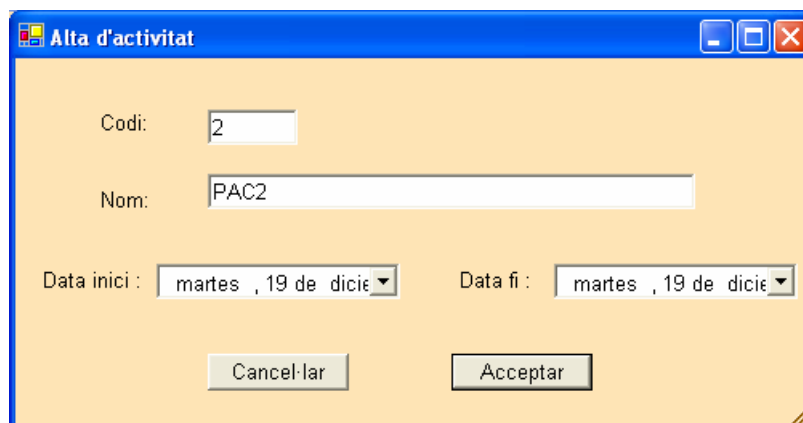 Alta d'activitat
Codi: 2
Nom: PAC2
Data inici : martes , 19 de dicie Data fi : martes , 19 de dicie
Cancel·lar Acceptar